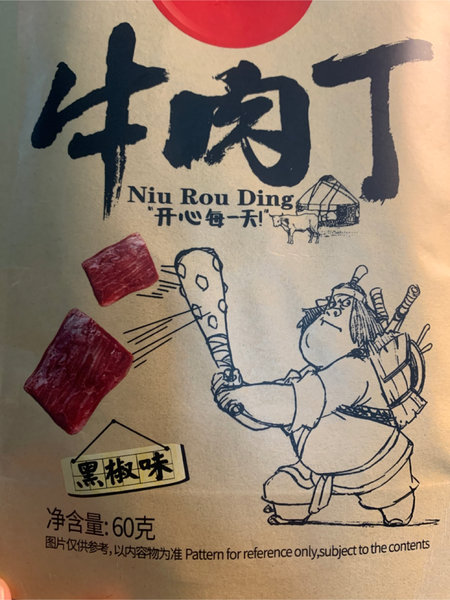 牛肉丁
Niu Rou Ding
"开心每一天!"
黑椒味
净含量: 60克
图片仅供参考, 以内容物为准 Pattern for reference only,subject to the contents